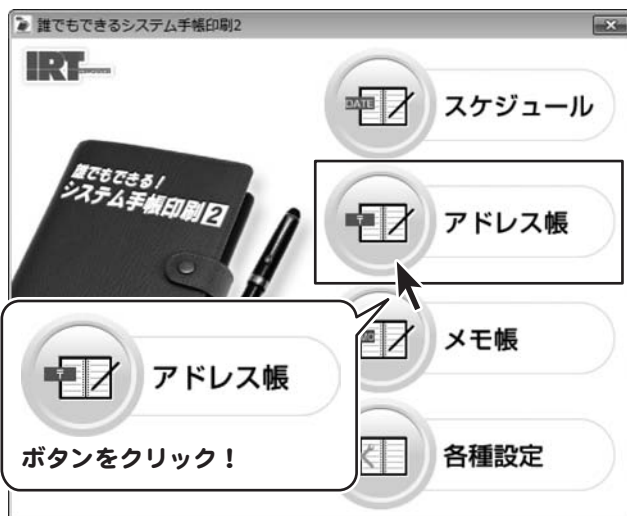 誰でもできるシステム手帳印刷2
IRT
DATE
スケジュール
誰でもできる!
システム手帳印刷2
〒
アドレス帳
メモ帳
〒
アドレス帳
ボタンをクリック！
各種設定